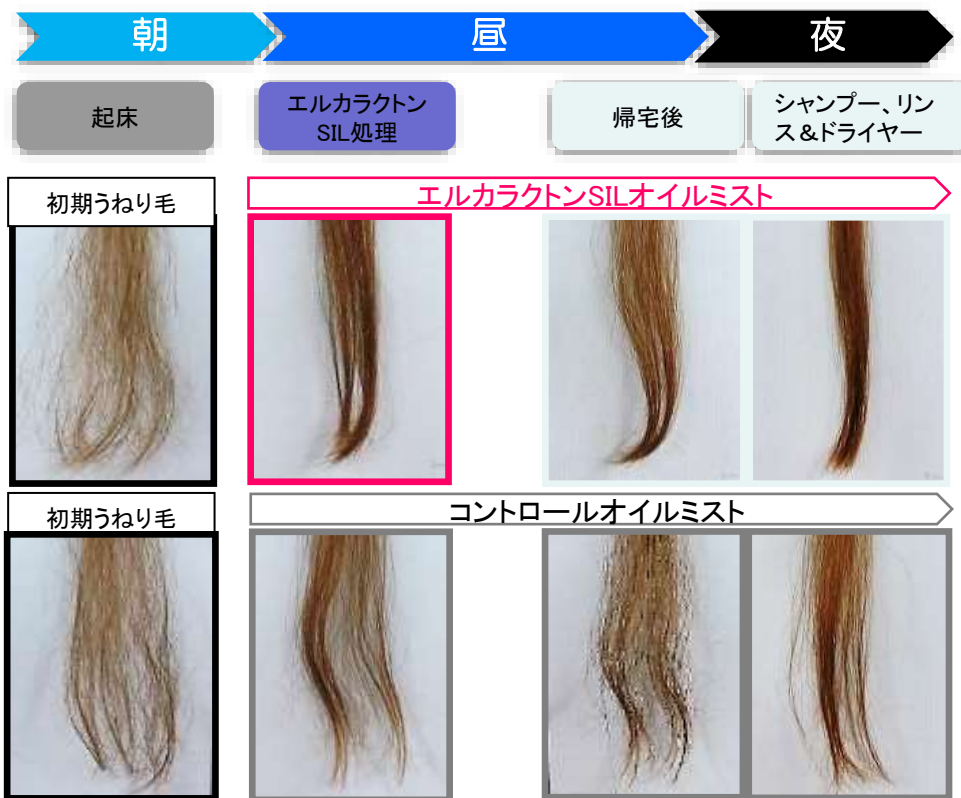 朝
昼
夜
起床
エルカラクトン
SIL処理
帰宅後
シャンプー、リン
ス＆ドライヤー
初期うねり毛
エルカラクトンSILオイルミスト
初期うねり毛
コントロールオイルミスト